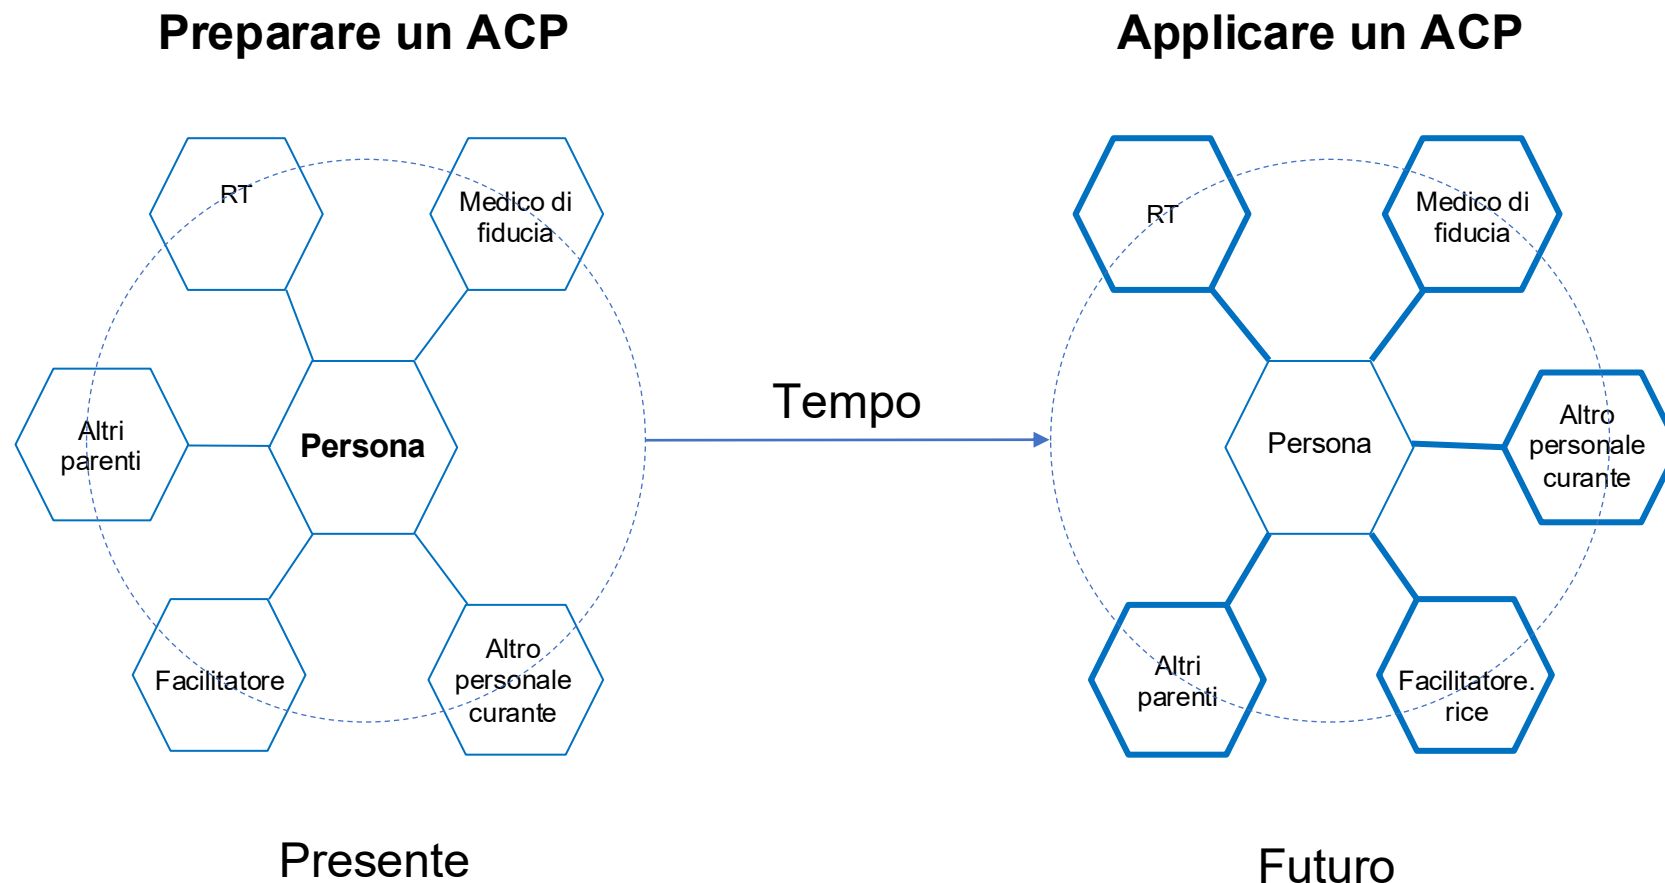 Preparare un ACP
RT
Medico di
fiducia
Altri
parenti
Persona
Facilitatore
Altro
personale
curante
Presente
Tempo
Applicare un ACP
RT
Medico di
fiducia
Altro
personale
curante
Persona
Altri
parenti
Facilitatore.
rice
Futuro